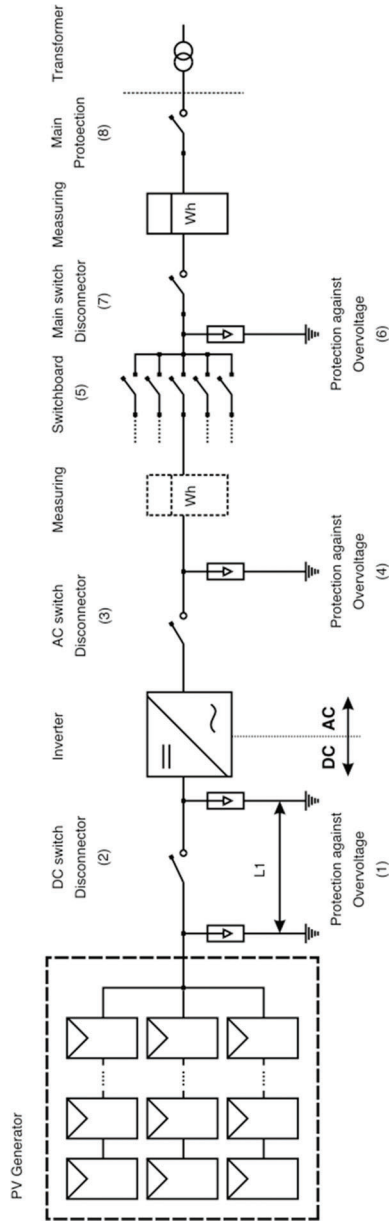 PV Generator
DC switch
Disconnector
(2)
L1
Protection against
Overvoltage
(1)
Inverter
DC AC
AC switch
Disconnector
(3)
Protection against
Overvoltage
(4)
Measuring
Wh
Switchboard
(5)
Protection against
Overvoltage
(6)
Main switch
Disconnector
(7)
Measuring
Wh
Main
Protoection
(8)
Transformer